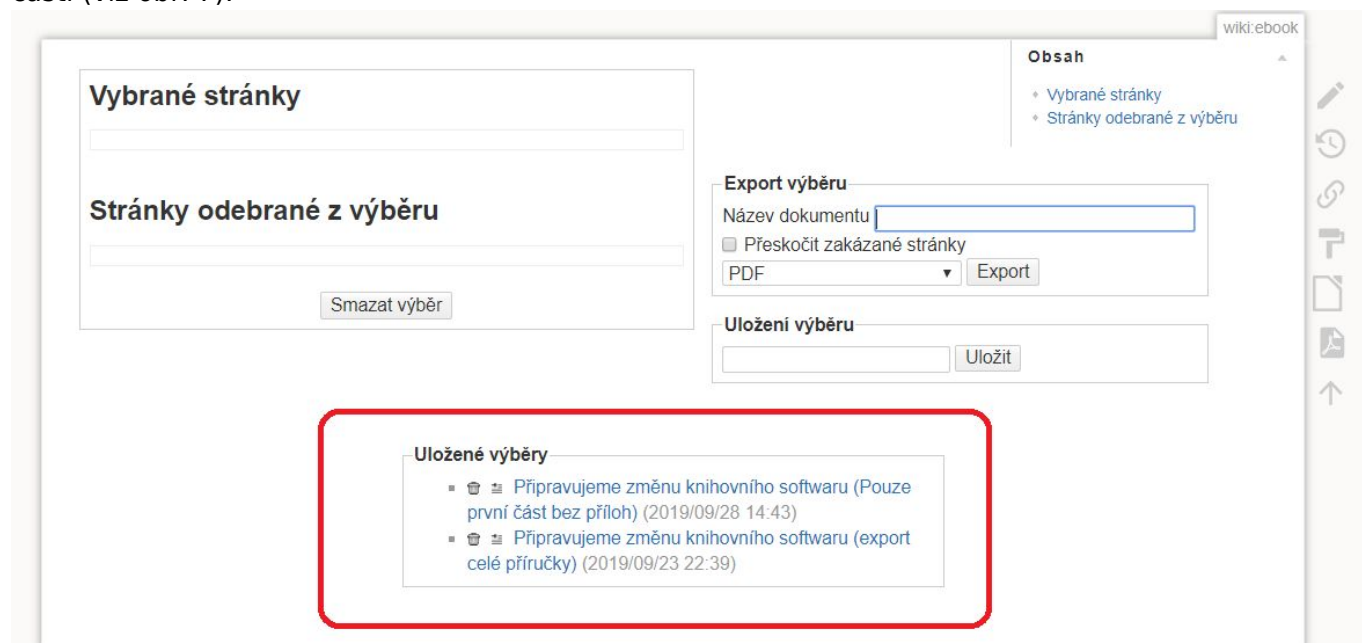 wiki:ebook
Obsah
Vybrané stránky
Stránky odebrané z výběru
Vybrané stránky
Stránky odebrané z výběru
Smazat výběr
Export výběru
Název dokumentu
Přeskočit zakázané stránky
PDF Export
Uložení výběru
Uložit
Uložené výběry
Připravujeme změnu knihovního softwaru (Pouze
první část bez příloh) (2019/09/28 14:43)
Připravujeme změnu knihovního softwaru (export
celé příručky) (2019/09/23 22:39)